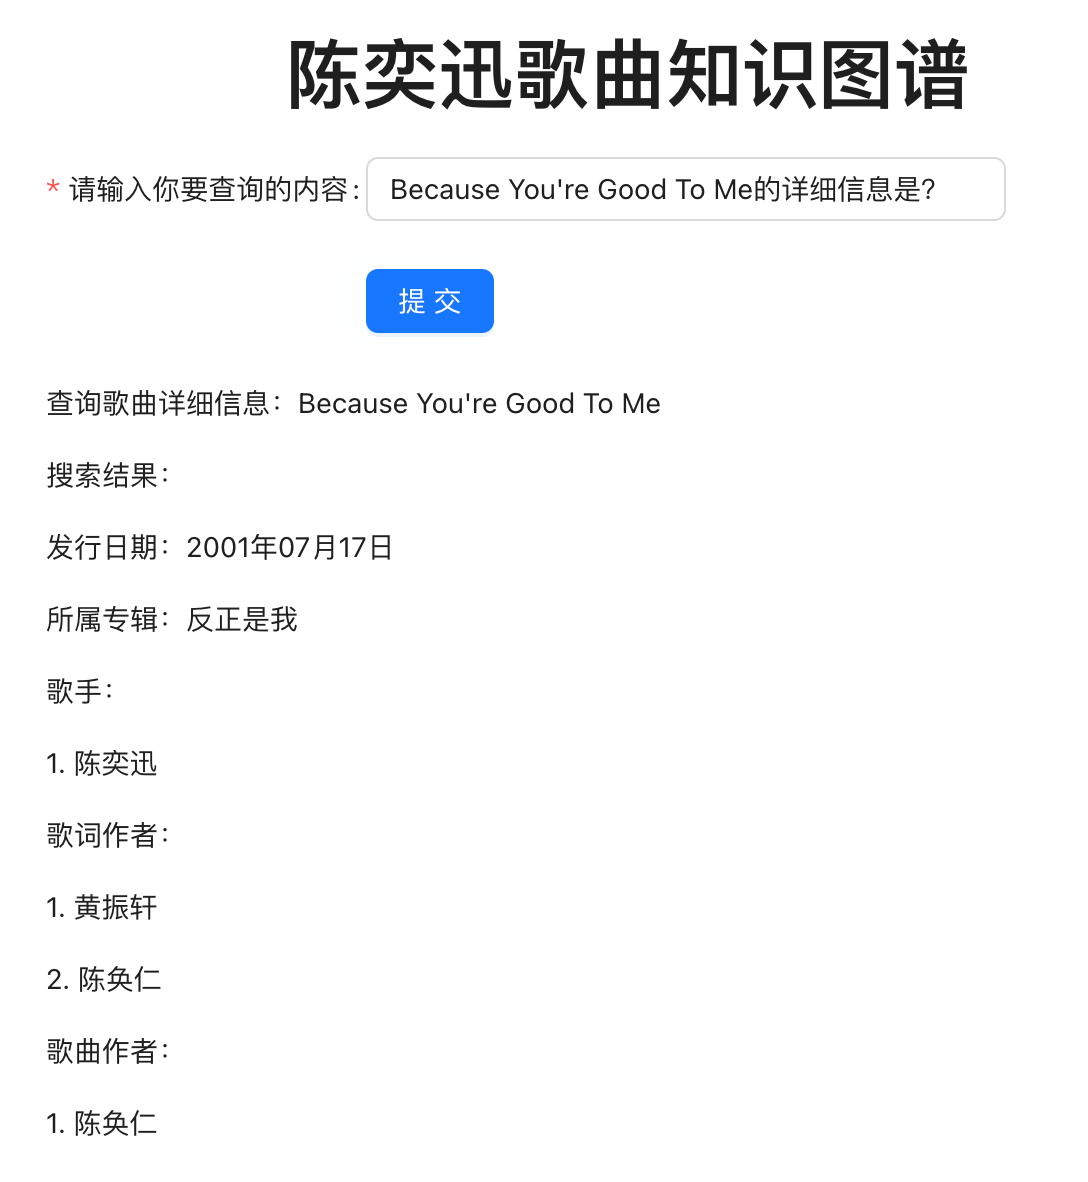 陈奕迅歌曲知识图谱
* 请输入你要查询的内容: Because You're Good To Me的详细信息是?
提 交
查询歌曲详细信息：Because You're Good To Me
搜索结果：
发行日期：2001年07月17日
所属专辑：反正是我
歌手：
1. 陈奕迅
歌词作者：
1. 黄振轩
2. 陈奂仁
歌曲作者：
1. 陈奂仁